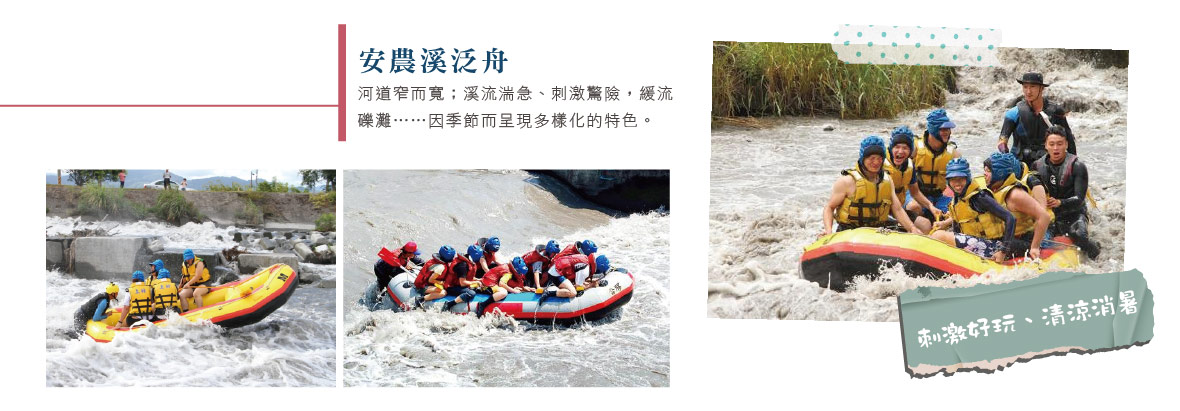 安農溪泛舟
河道窄而寬；溪流湍急、刺激驚險，緩流
礫灘……因季節而呈現多樣化的特色。
刺激好玩、清涼消暑